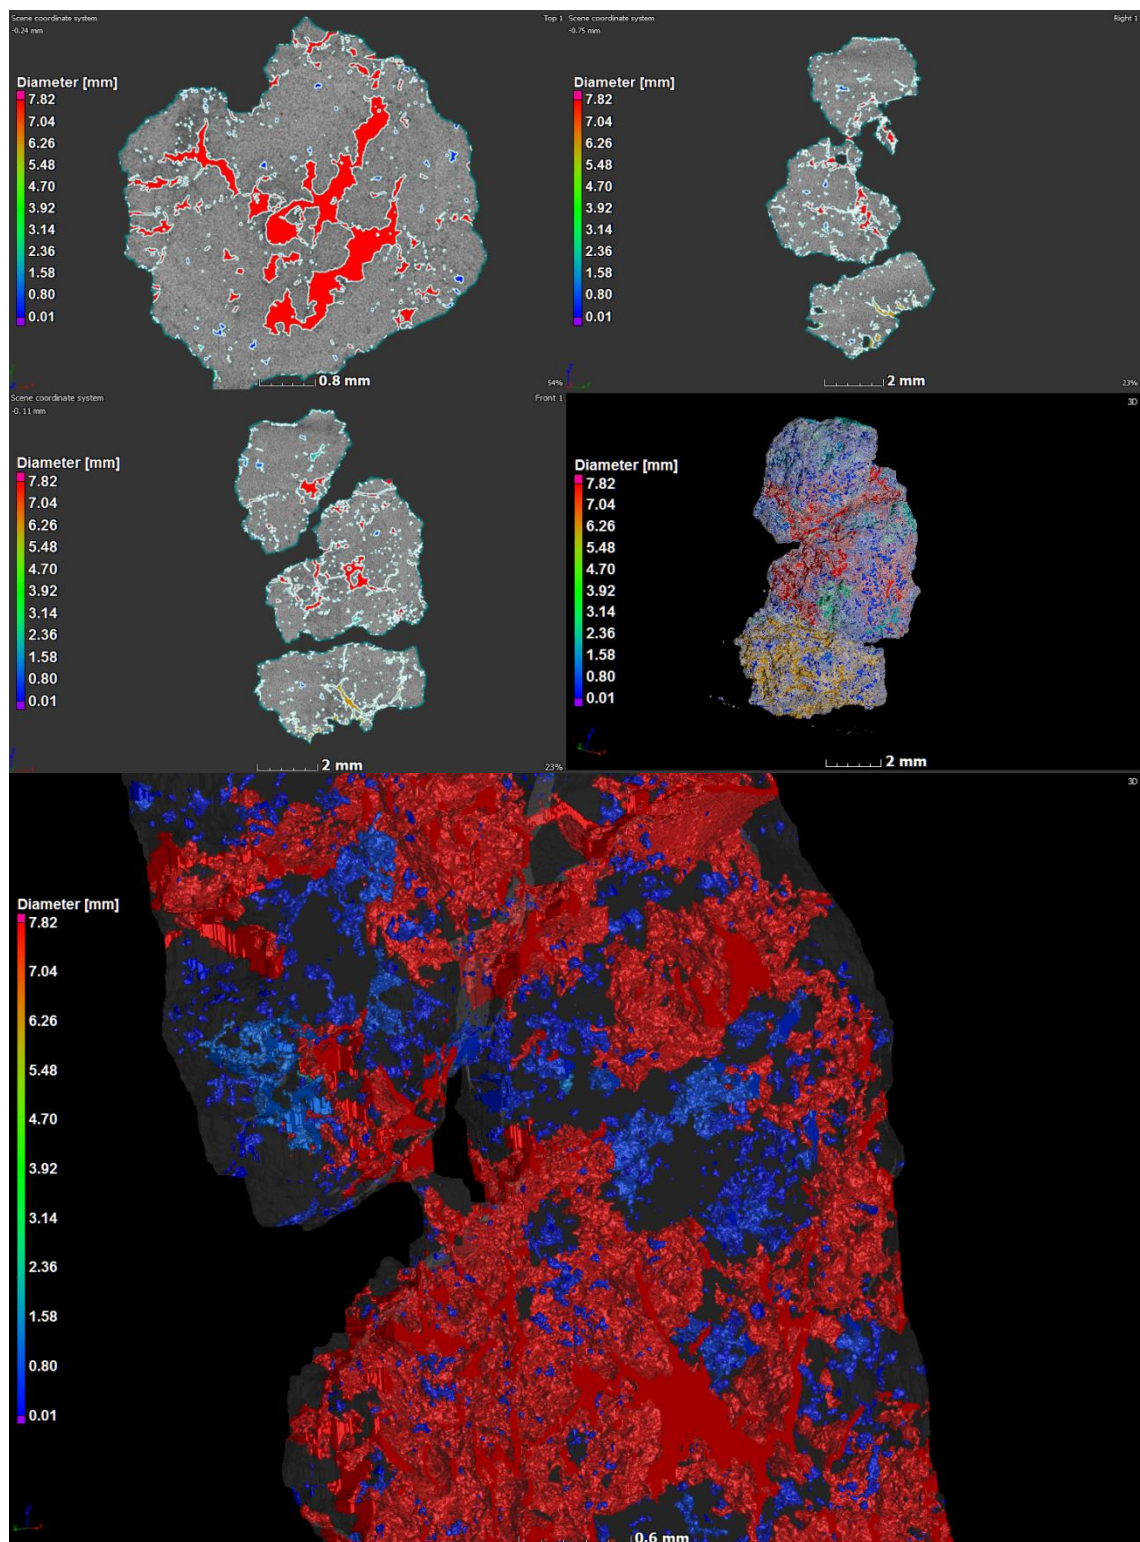 Scene coordinate system
-0.24 mm
Top 1
Diameter [mm]
7.82
7.04
6.26
5.48
4.70
3.92
3.14
2.36
1.58
0.80
0.01
0.8 mm
54%
Scene coordinate system
-0.75 mm
Right 1
Diameter [mm]
7.82
7.04
6.26
5.48
4.70
3.92
3.14
2.36
1.58
0.80
0.01
2 mm
23%
Scene coordinate system
-0.11 mm
Front 1
Diameter [mm]
7.82
7.04
6.26
5.48
4.70
3.92
3.14
2.36
1.58
0.80
0.01
2 mm
23%
3D
Diameter [mm]
7.82
7.04
6.26
5.48
4.70
3.92
3.14
2.36
1.58
0.80
0.01
2 mm
3D
Diameter [mm]
7.82
7.04
6.26
5.48
4.70
3.92
3.14
2.36
1.58
0.80
0.01
0.6 mm